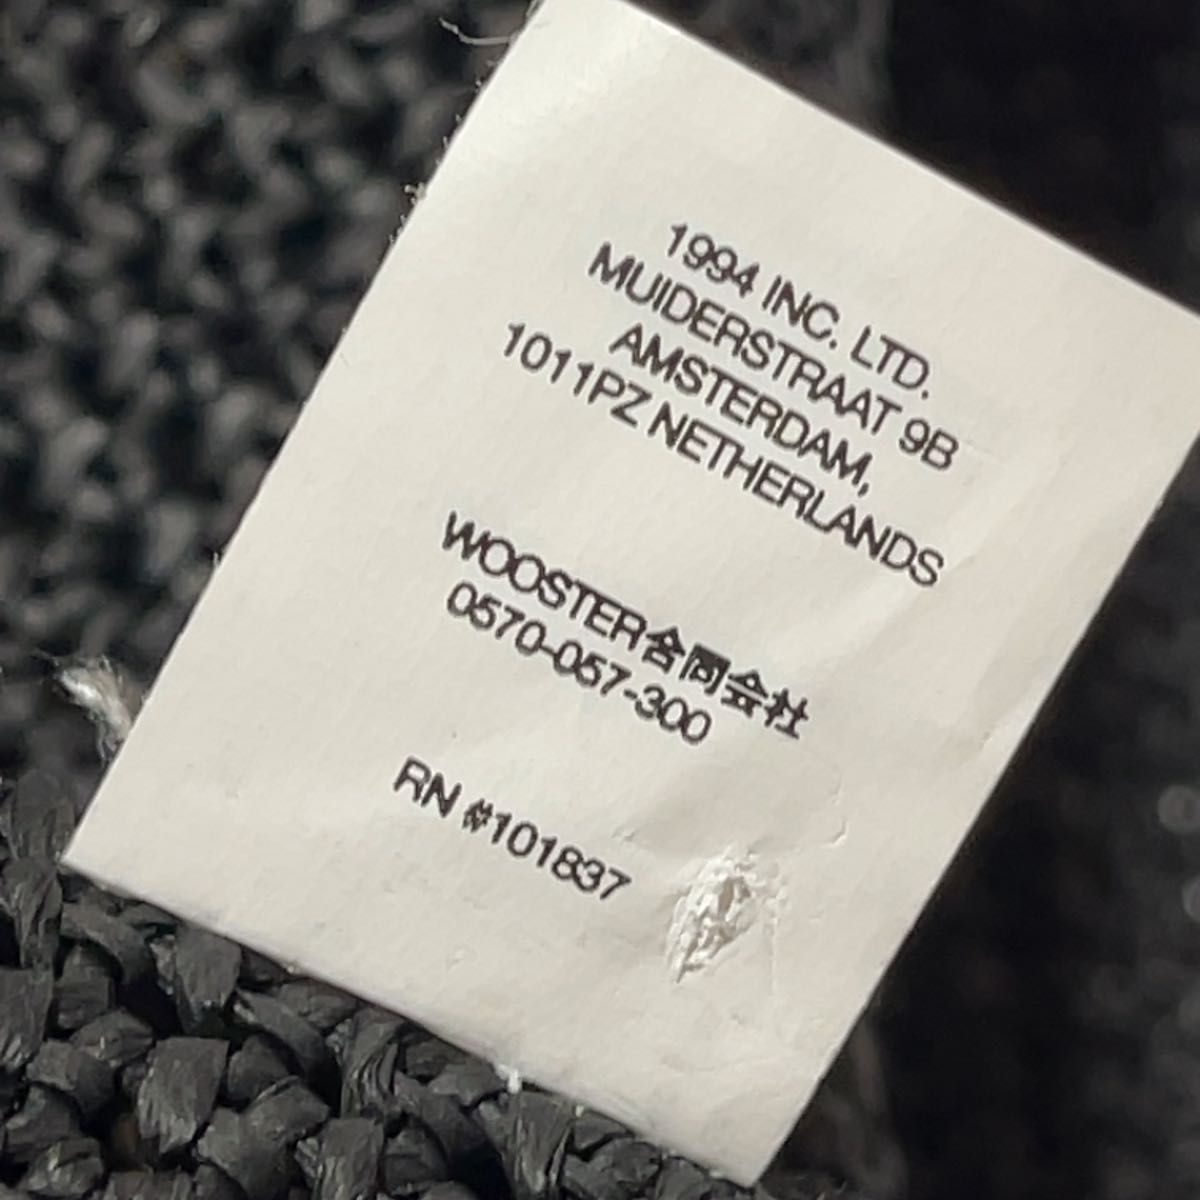 1994 INC. LTD.
MUIDERSTRAAT 9B
AMSTERDAM,
1011PZ NETHERLANDS
WOOSTER合同会社
0570-057-300
RN #101837